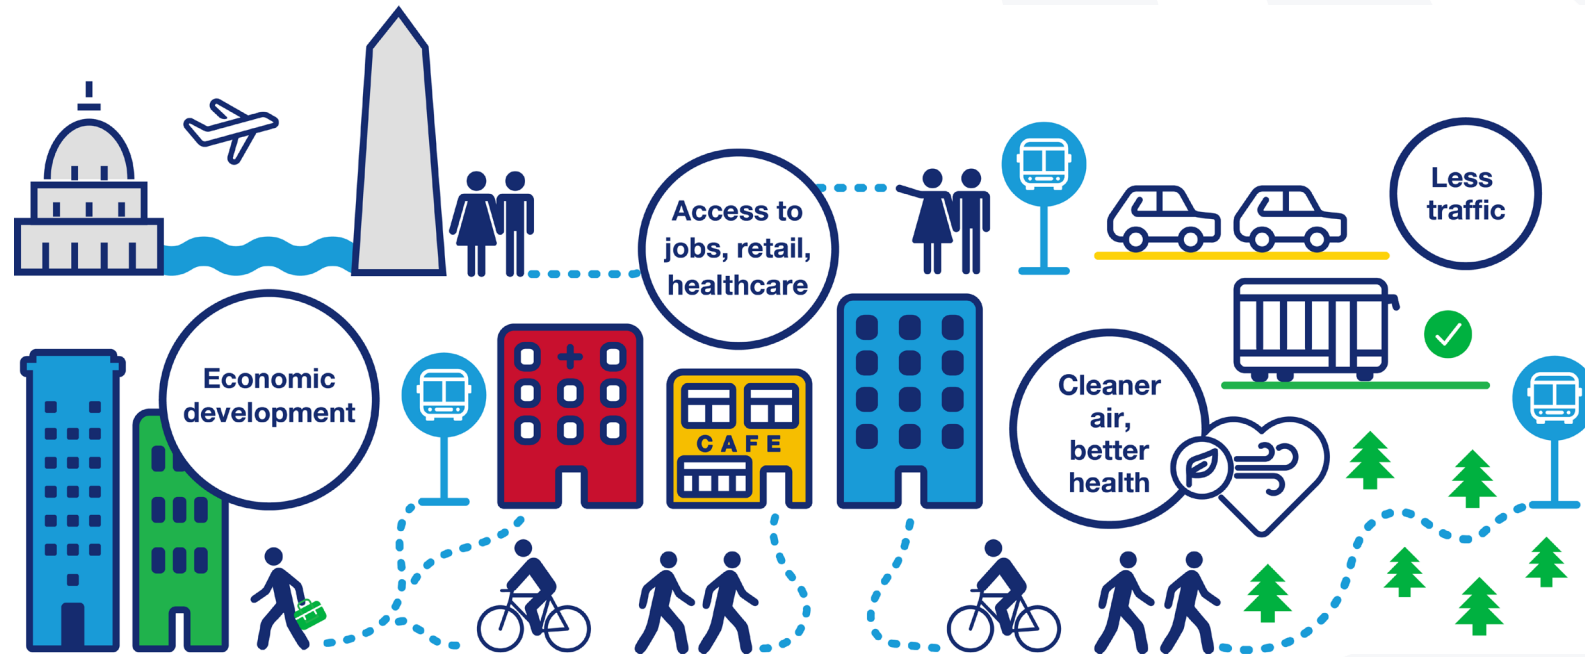 Access to
jobs, retail,
healthcare
Less
traffic
Economic
development
CAFE
Cleaner
air,
better
health